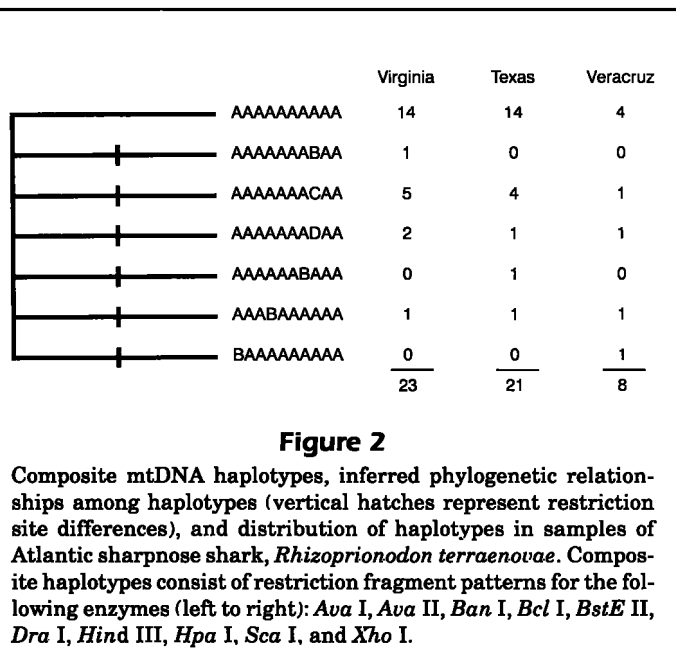 Virginia Texas Veracruz
AAAAAAAAAA 14 14 4
AAAAAAABAA 1 0 0
AAAAAAACAA 5 4 1
AAAAAAADAA 2 1 1
AAAAAABAAA 0 1 0
AAABAAAAAA 1 1 1
BAAAAAAAAA 0 0 1
23 21 8
Figure 2
Composite mtDNA haplotypes, inferred phylogenetic relation-
ships among haplotypes (vertical hatches represent restriction
site differences), and distribution of haplotypes in samples of
Atlantic sharpnose shark, Rhizoprionodon terraenovae. Compos-
ite haplotypes consist of restriction fragment patterns for the fol-
lowing enzymes (left to right): Ava I, Ava II, Ban I, Bcl I, BstE II,
Dra I, Hind III, Hpa I, Sca I, and Xho I.